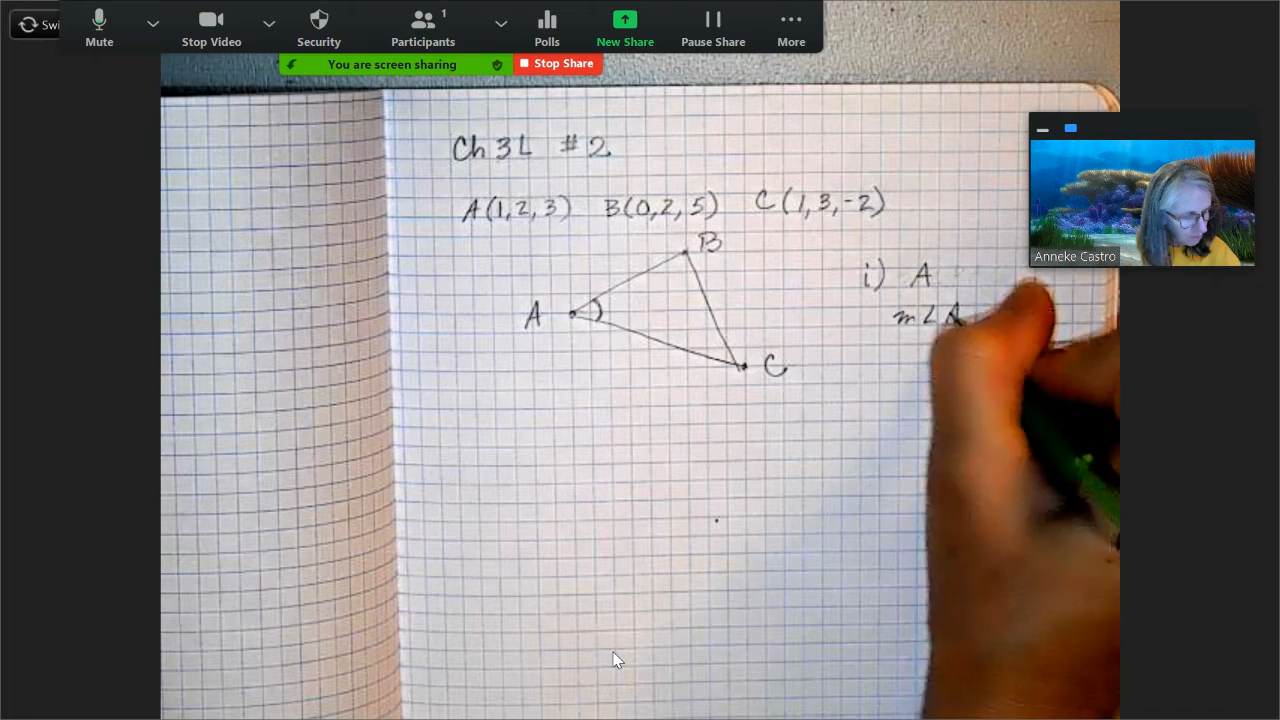 Swi
Mute
Stop Video
Security
Participants
1
Polls
New Share
Pause Share
More
You are screen sharing
Stop Share
Ch 3L #2
A(1,2,3) B(0,2,5) C(1,3,-2)
B
A
C
i) A
m∠A
Anneke Castro